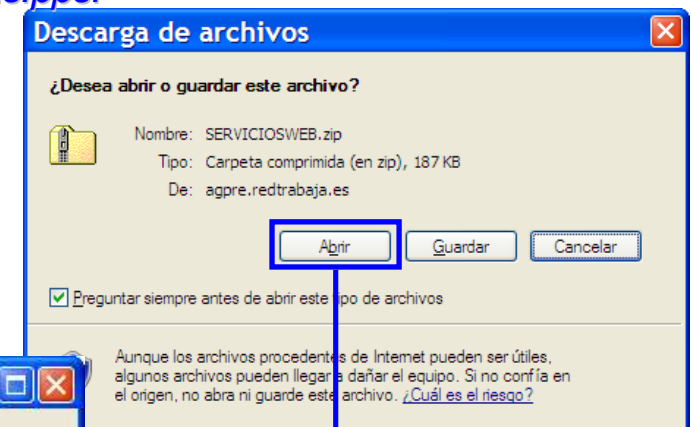 Descarga de archivos
¿Desea abrir o guardar este archivo?
Nombre: SERVICIOSWEB.zip
Tipo: Carpeta comprimida (en zip), 187 KB
De: agpre.redtrabaja.es
Abrir Guardar Cancelar
Preguntar siempre antes de abrir este tipo de archivos
Aunque los archivos procedentes de Internet pueden ser útiles,
algunos archivos pueden llegar a dañar el equipo. Si no confía en
el origen, no abra ni guarde este archivo. ¿Cuál es el riesgo?